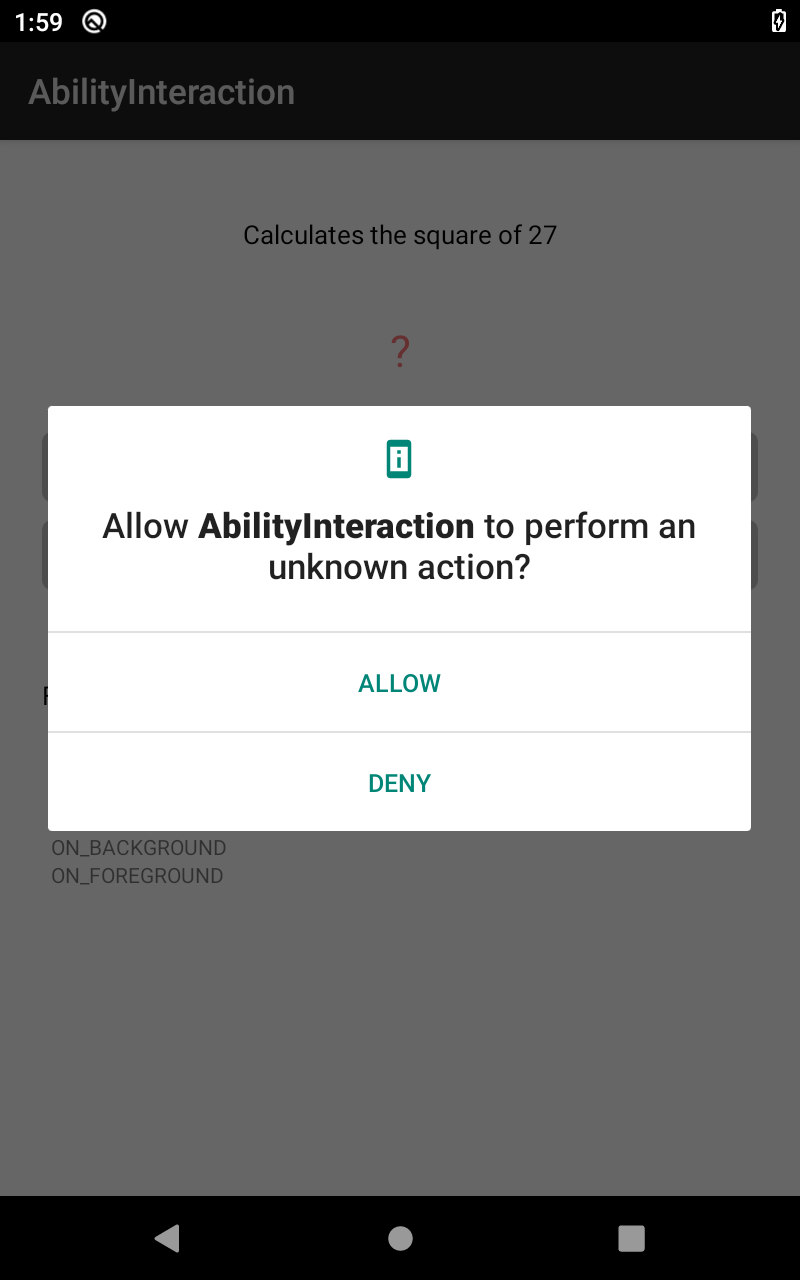 1:59
AbilityInteraction
Calculates the square of 27
?
Allow AbilityInteraction to perform an
unknown action?
ALLOW
DENY
ON_BACKGROUND
ON_FOREGROUND